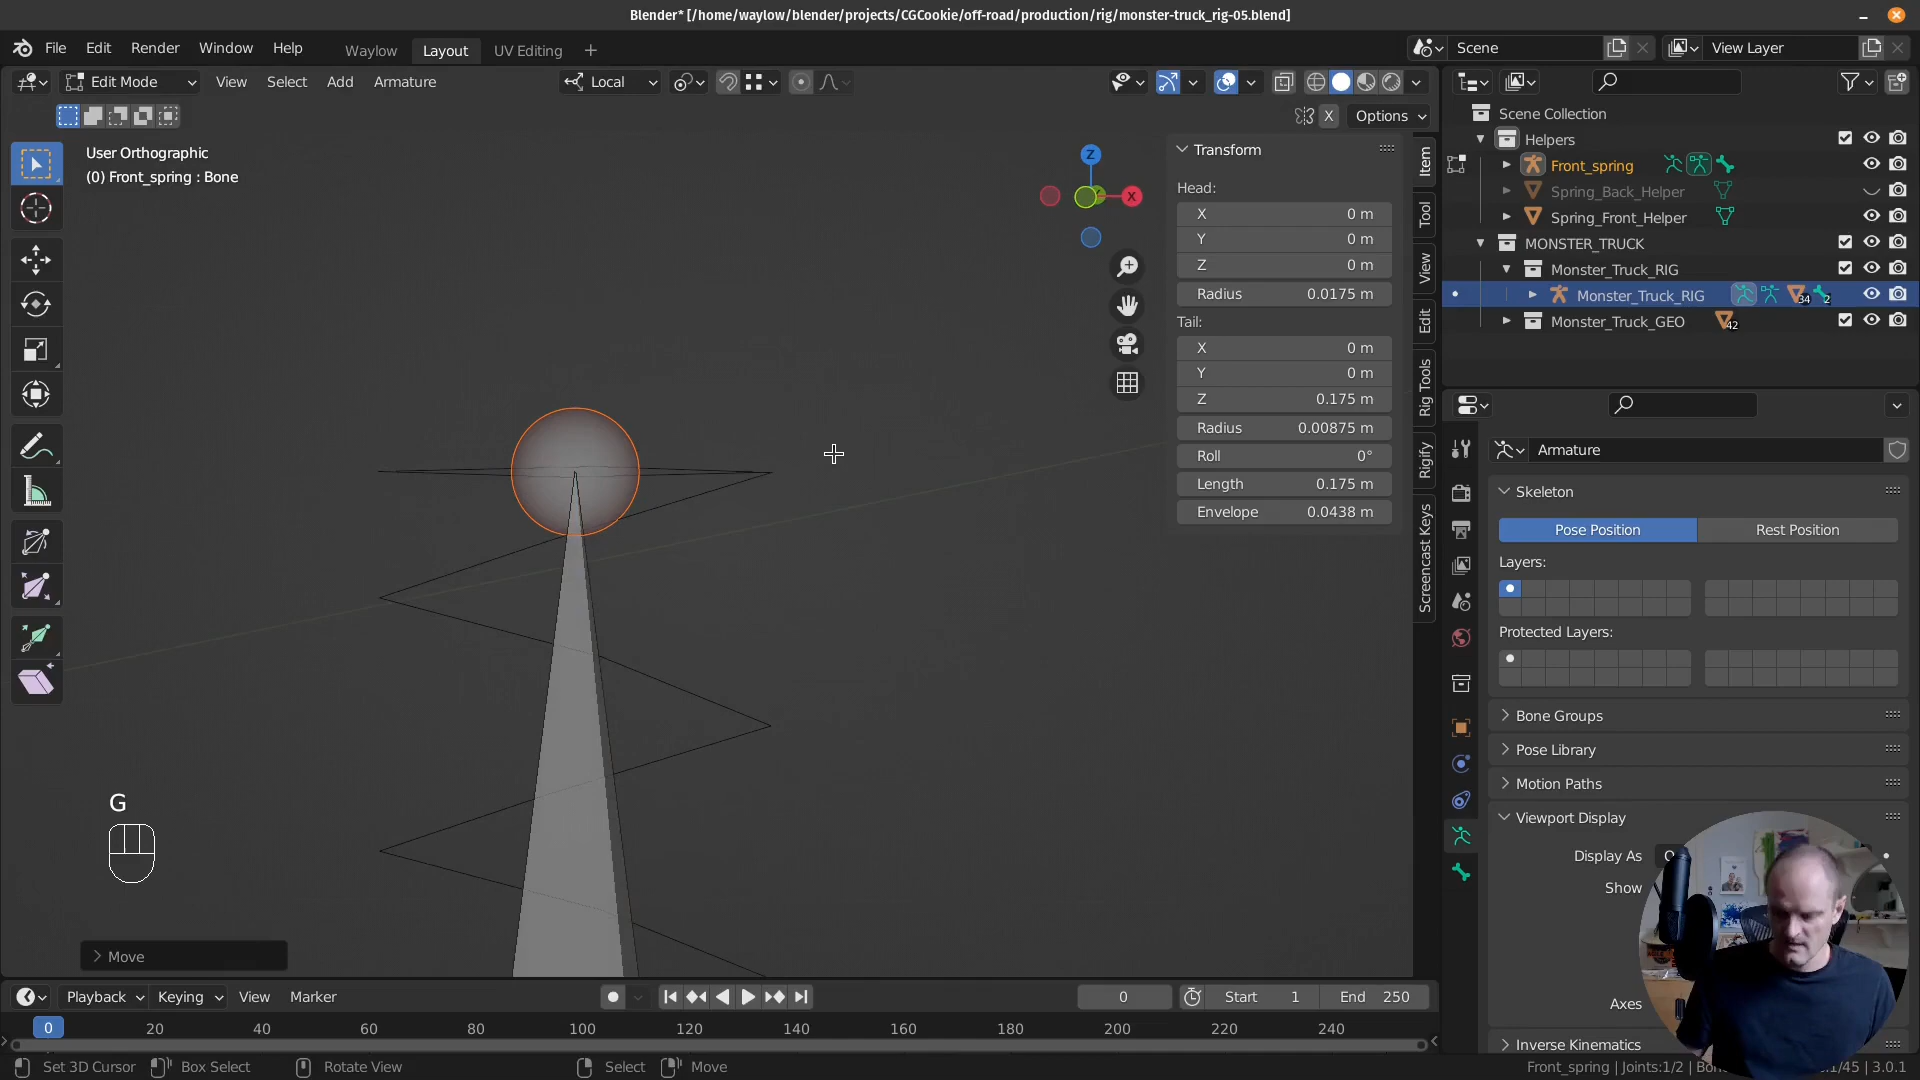 Blender* [/home/waylow/blender/projects/CGCookie/off-road/production/rig/monster-truck_rig-05.blend]
File Edit Render Window Help
Waylow Layout UV Editing
Scene
View Layer
Edit Mode View Select Add Armature
Local
X Options
User Orthographic
(0) Front_spring : Bone
Z
X
Transform
Head:
X 0 m
Y 0 m
Z 0 m
Radius 0.0175 m
Tail:
X 0 m
Y 0 m
Z 0.175 m
Radius 0.00875 m
Roll 0°
Length 0.175 m
Envelope 0.0438 m
Item
Tool
View
Edit
Rig Tools
Rigify
Screencast Keys
Scene Collection
Helpers
Front_spring
Spring_Back_Helper
Spring_Front_Helper
MONSTER_TRUCK
Monster_Truck_RIG
Monster_Truck_RIG 34 2
Monster_Truck_GEO 42
Armature
Skeleton
Pose Position Rest Position
Layers:
Protected Layers:
Bone Groups
Pose Library
Motion Paths
Viewport Display
Display As
Show
Axes
Inverse Kinematics
G
Move
Playback Keying View Marker
0
Start 1
End 250
0 20 40 60 80 100 120 140 160 180 200 220 240
Set 3D Cursor Box Select Rotate View Select Move
Front_spring | Joints:1/2 | 3.0.1